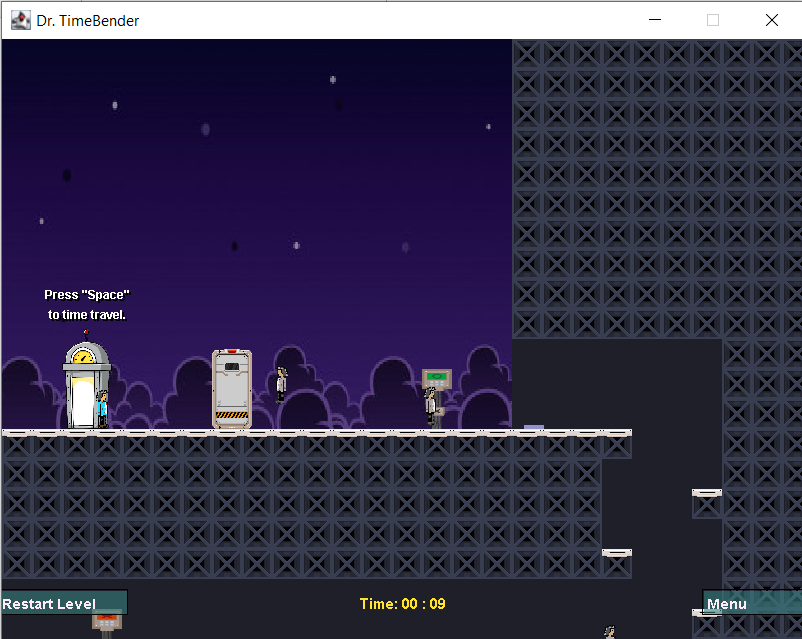 Dr. TimeBender
Press "Space"
to time travel.
Restart Level
Time: 00 : 09
Menu